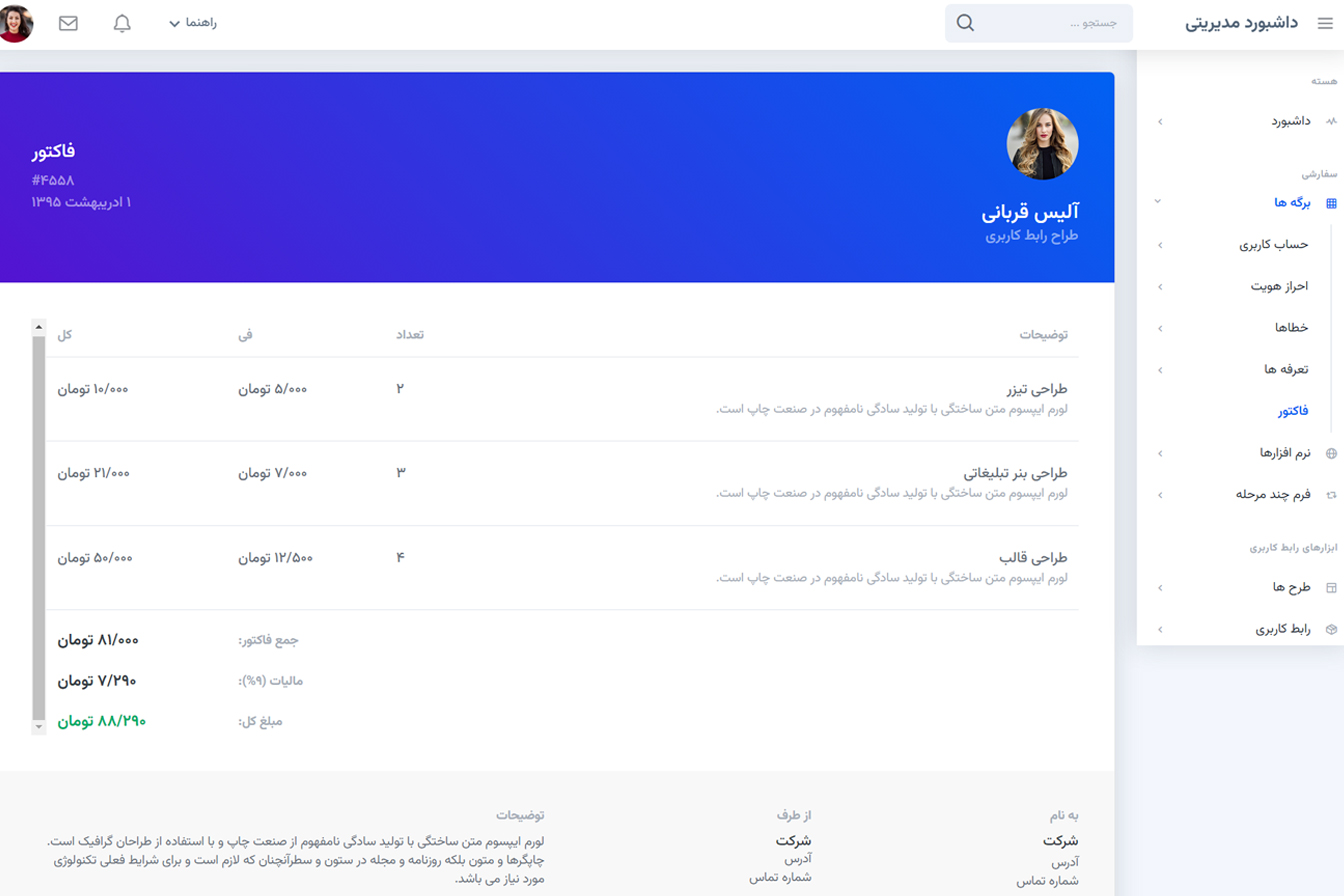 داشبورد مدیریتی
جستجو ...
راهنما
هسته
داشبورد
سفارشی
برگه ها
حساب کاربری
احراز هویت
خطاها
تعرفه ها
فاکتور
نرم افزارها
فرم چند مرحله
ابزارهای رابط کاربری
طرح ها
رابط کاربری
آلیس قربانی
طراح رابط کاربری
فاکتور
#۴۵۵۸
۱ ادریبهشت ۱۳۹۵
توضیحات تعداد فی کل
طراحی تیزر ۲ ۵/۰۰۰ تومان ۱۰/۰۰۰ تومان
لورم ایپسوم متن ساختگی با تولید سادگی نامفهوم در صنعت چاپ است.
طراحی بنر تبلیغاتی ۳ ۷/۰۰۰ تومان ۲۱/۰۰۰ تومان
لورم ایپسوم متن ساختگی با تولید سادگی نامفهوم در صنعت چاپ است.
طراحی قالب ۴ ۱۲/۵۰۰ تومان ۵۰/۰۰۰ تومان
لورم ایپسوم متن ساختگی با تولید سادگی نامفهوم در صنعت چاپ است.
جمع فاکتور: ۸۱/۰۰۰ تومان
مالیات (۹%): ۷/۲۹۰ تومان
مبلغ کل: ۸۸/۲۹۰ تومان
به نام
شرکت
آدرس
شماره تماس
از طرف
شرکت
آدرس
شماره تماس
توضیحات
لورم ایپسوم متن ساختگی با تولید سادگی نامفهوم از صنعت چاپ و با استفاده از طراحان گرافیک است.
چاپگرها و متون بلکه روزنامه و مجله در ستون و سطرآنچنان که لازم است و برای شرایط فعلی تکنولوژی
مورد نیاز می باشد.